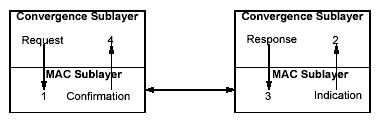 Convergence Sublayer
Request 4
MAC Sublayer
1 Confirmation
Convergence Sublayer
Response 2
MAC Sublayer
3 Indication